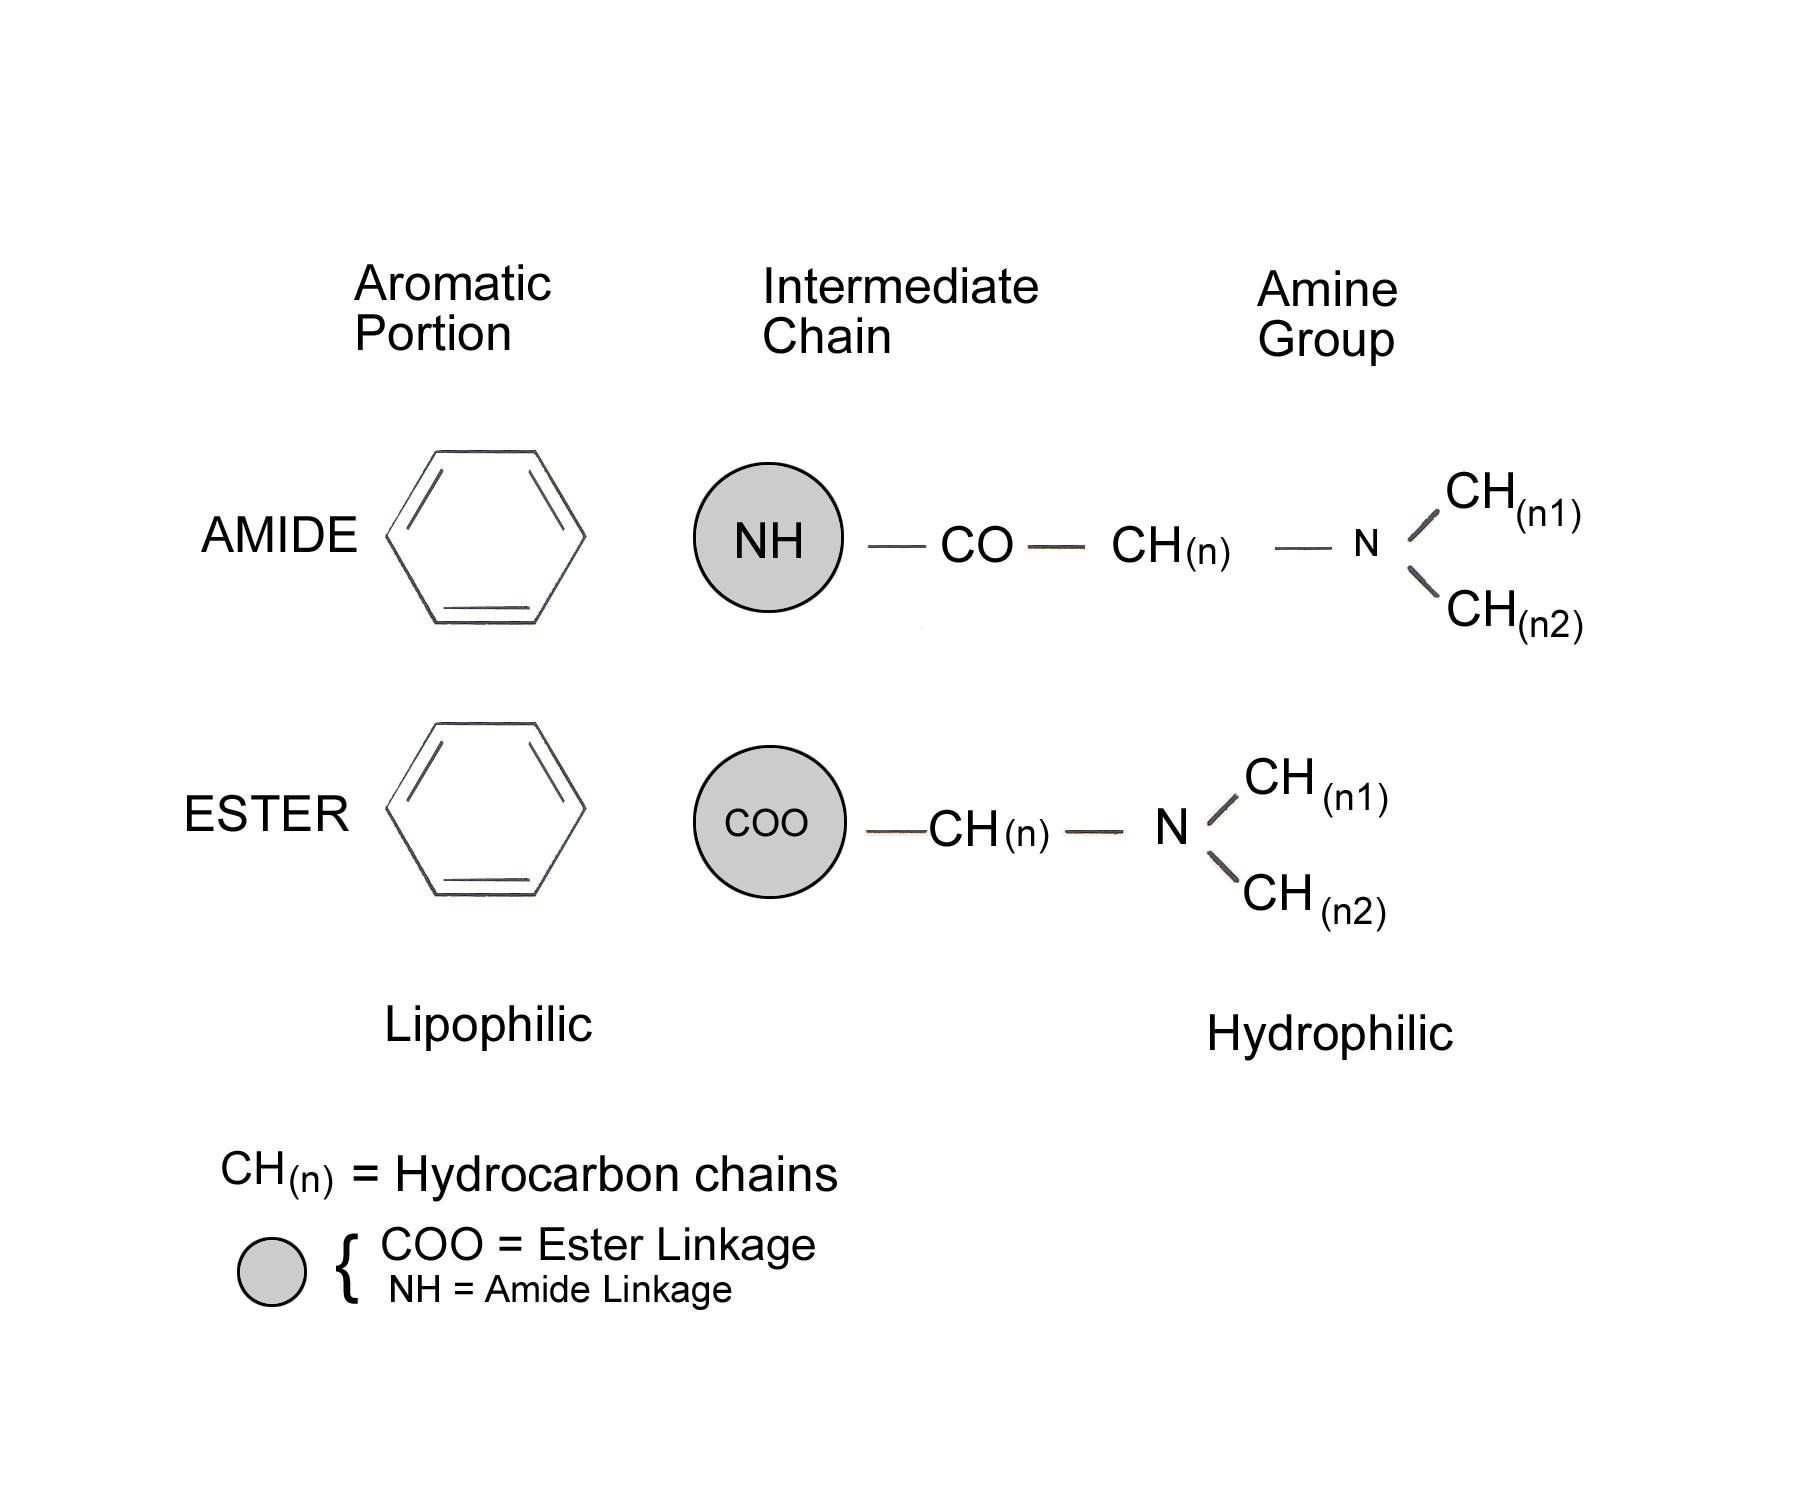 Aromatic Portion
Intermediate Chain
Amine Group
AMIDE
NH — CO — CH(n) — N
CH(n1)
CH(n2)
ESTER
COO —CH(n) — N
CH(n1)
CH(n2)
Lipophilic
Hydrophilic
CH(n) = Hydrocarbon chains
{ COO = Ester Linkage
NH = Amide Linkage